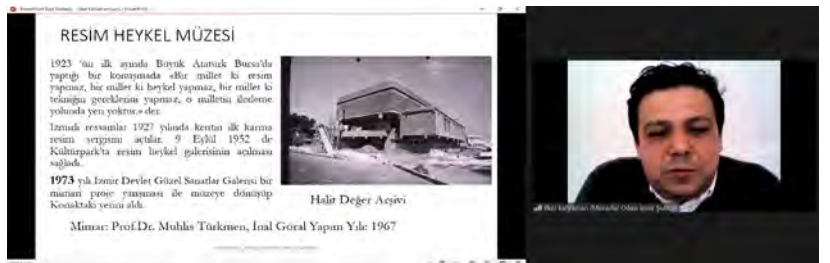 RESİM HEYKEL MÜZESİ
1923 'ün ilk ayında Büyük Atatürk Bursa'da
yaptığı bir konuşmada «Bir millet ki resim
yapmaz, bir millet ki heykel yapmaz, bir millet ki
tekniğin gereklerini yapmaz, o milletin ilerleme
yolunda yeri yoktur.» der.
İzmirli ressamlar 1927 yılında kentin ilk karma
resim sergisini açtılar. 9 Eylül 1952 de
Kültürpark'ta resim heykel galerisinin açılması
sağladı.
1973 yılı İzmir Devlet Güzel Sanatlar Galerisi bir
mimari proje yarışması ile müzeye dönüşüp
Konaktaki yerini aldı.
Halit Değer Arşivi
Mimar: Prof.Dr. Muhlis Türkmen, İnal Göral Yapım Yılı: 1967